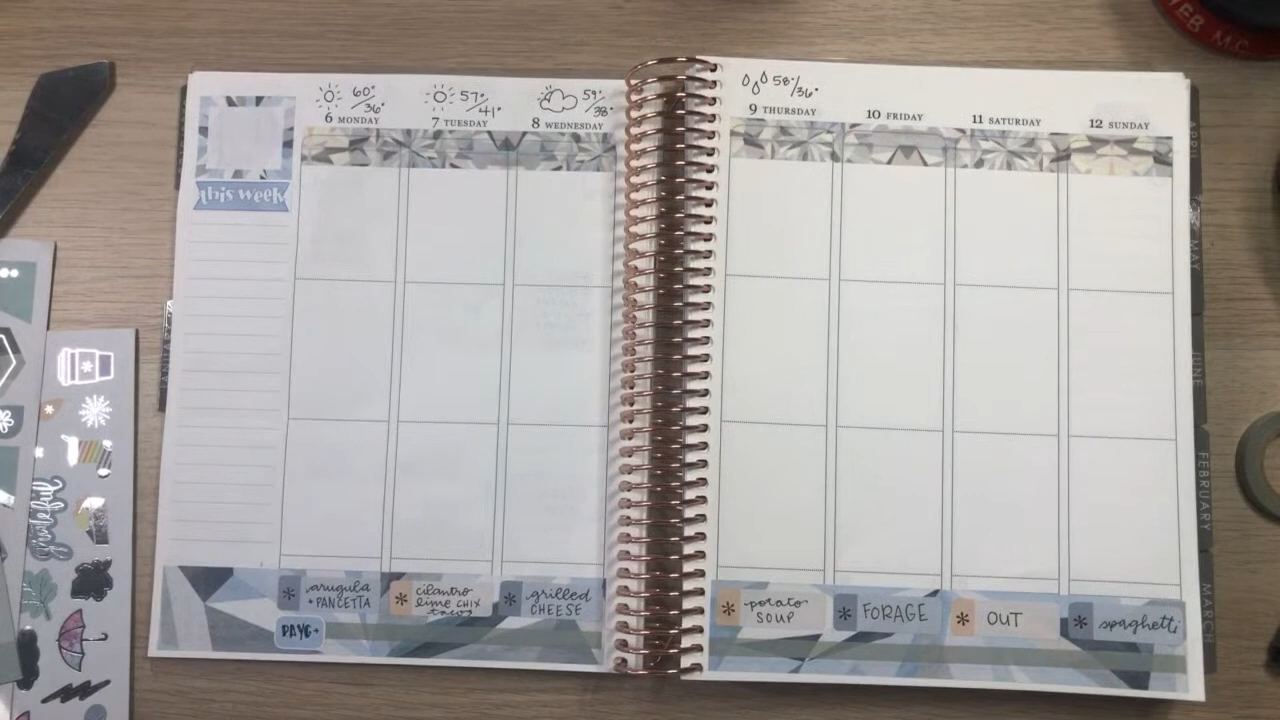 60°/36°
57°/41°
59°/38°
58°/36°
6 MONDAY
7 TUESDAY
8 WEDNESDAY
9 THURSDAY
10 FRIDAY
11 SATURDAY
12 SUNDAY
this week
arugula
+ PANCETTA
cilantro
lime CHIX
tacos
grilled
CHEESE
potato
SOUP
FORAGE
OUT
spaghetti
grateful
JANUARY
APRIL
MAY
JUNE
FEBRUARY
MARCH